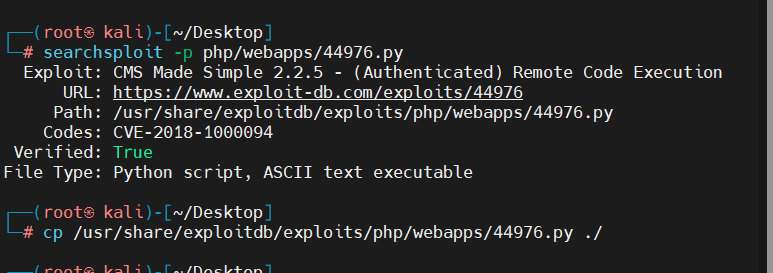 ┌──(root㉿ kali)-[~/Desktop]
└─# searchsploit -p php/webapps/44976.py
  Exploit: CMS Made Simple 2.2.5 - (Authenticated) Remote Code Execution
      URL: https://www.exploit-db.com/exploits/44976
     Path: /usr/share/exploitdb/exploits/php/webapps/44976.py
    Codes: CVE-2018-1000094
 Verified: True
File Type: Python script, ASCII text executable
┌──(root㉿ kali)-[~/Desktop]
└─# cp /usr/share/exploitdb/exploits/php/webapps/44976.py ./
┌──(root㉿ kali)-[~/Desktop]